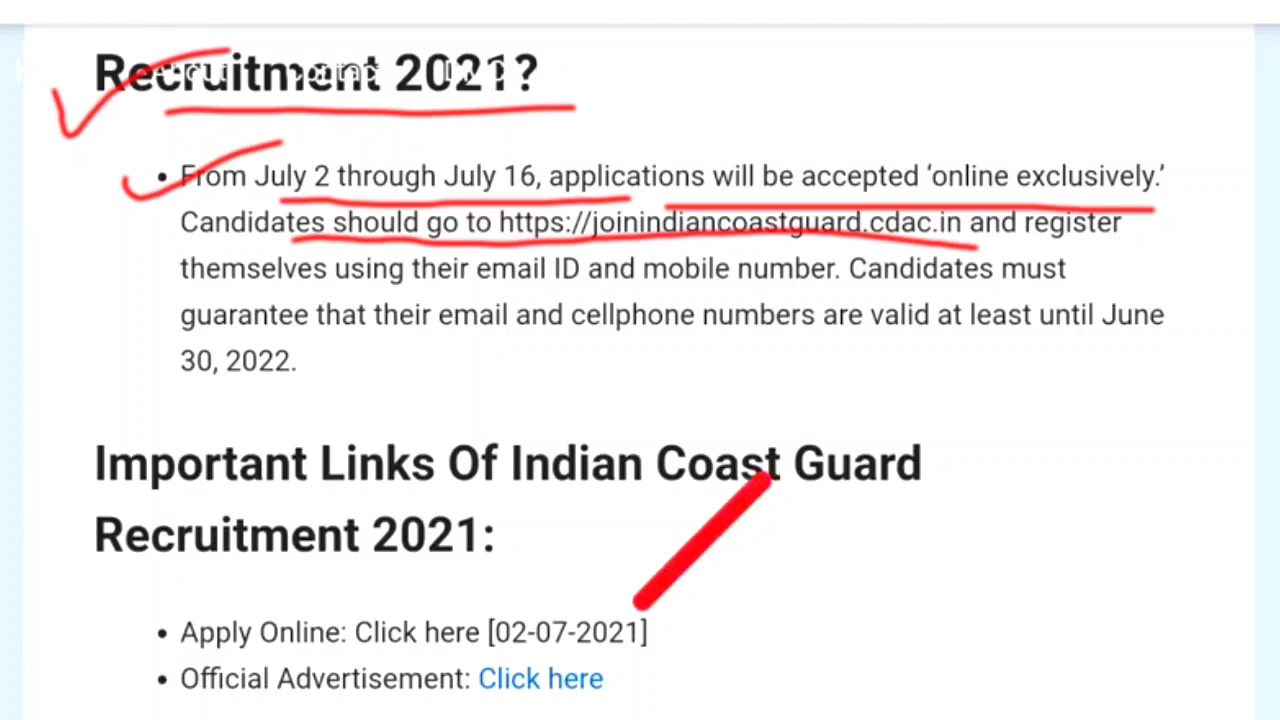 Recruitment 2021?
About
Contact
• From July 2 through July 16, applications will be accepted ‘online exclusively.’
Candidates should go to https://joinindiancoastguard.cdac.in and register
themselves using their email ID and mobile number. Candidates must
guarantee that their email and cellphone numbers are valid at least until June
30, 2022.
Important Links Of Indian Coast Guard
Recruitment 2021:
• Apply Online: Click here [02-07-2021]
• Official Advertisement: Click here